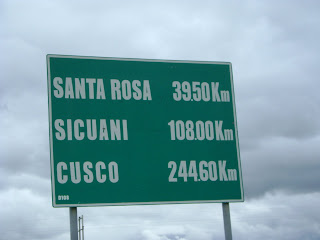 SANTA ROSA 39.50Km
SICUANI 108.00Km
CUSCO 244.60Km